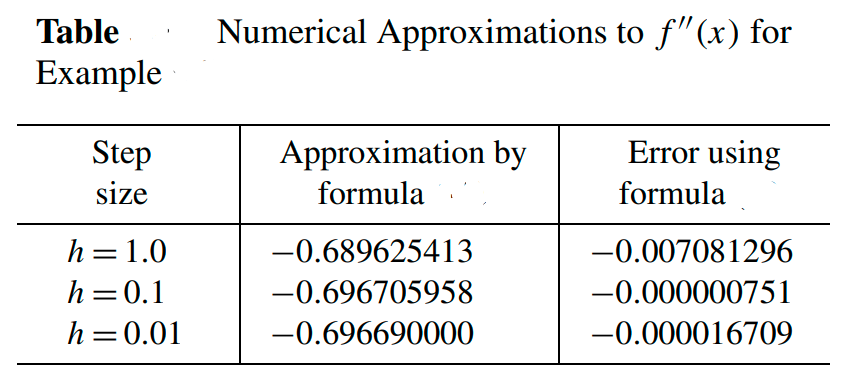 Table Numerical Approximations to f″(x) for
Example
Step size Approximation by formula Error using formula
h = 1.0 −0.689625413 −0.007081296
h = 0.1 −0.696705958 −0.000000751
h = 0.01 −0.696690000 −0.000016709